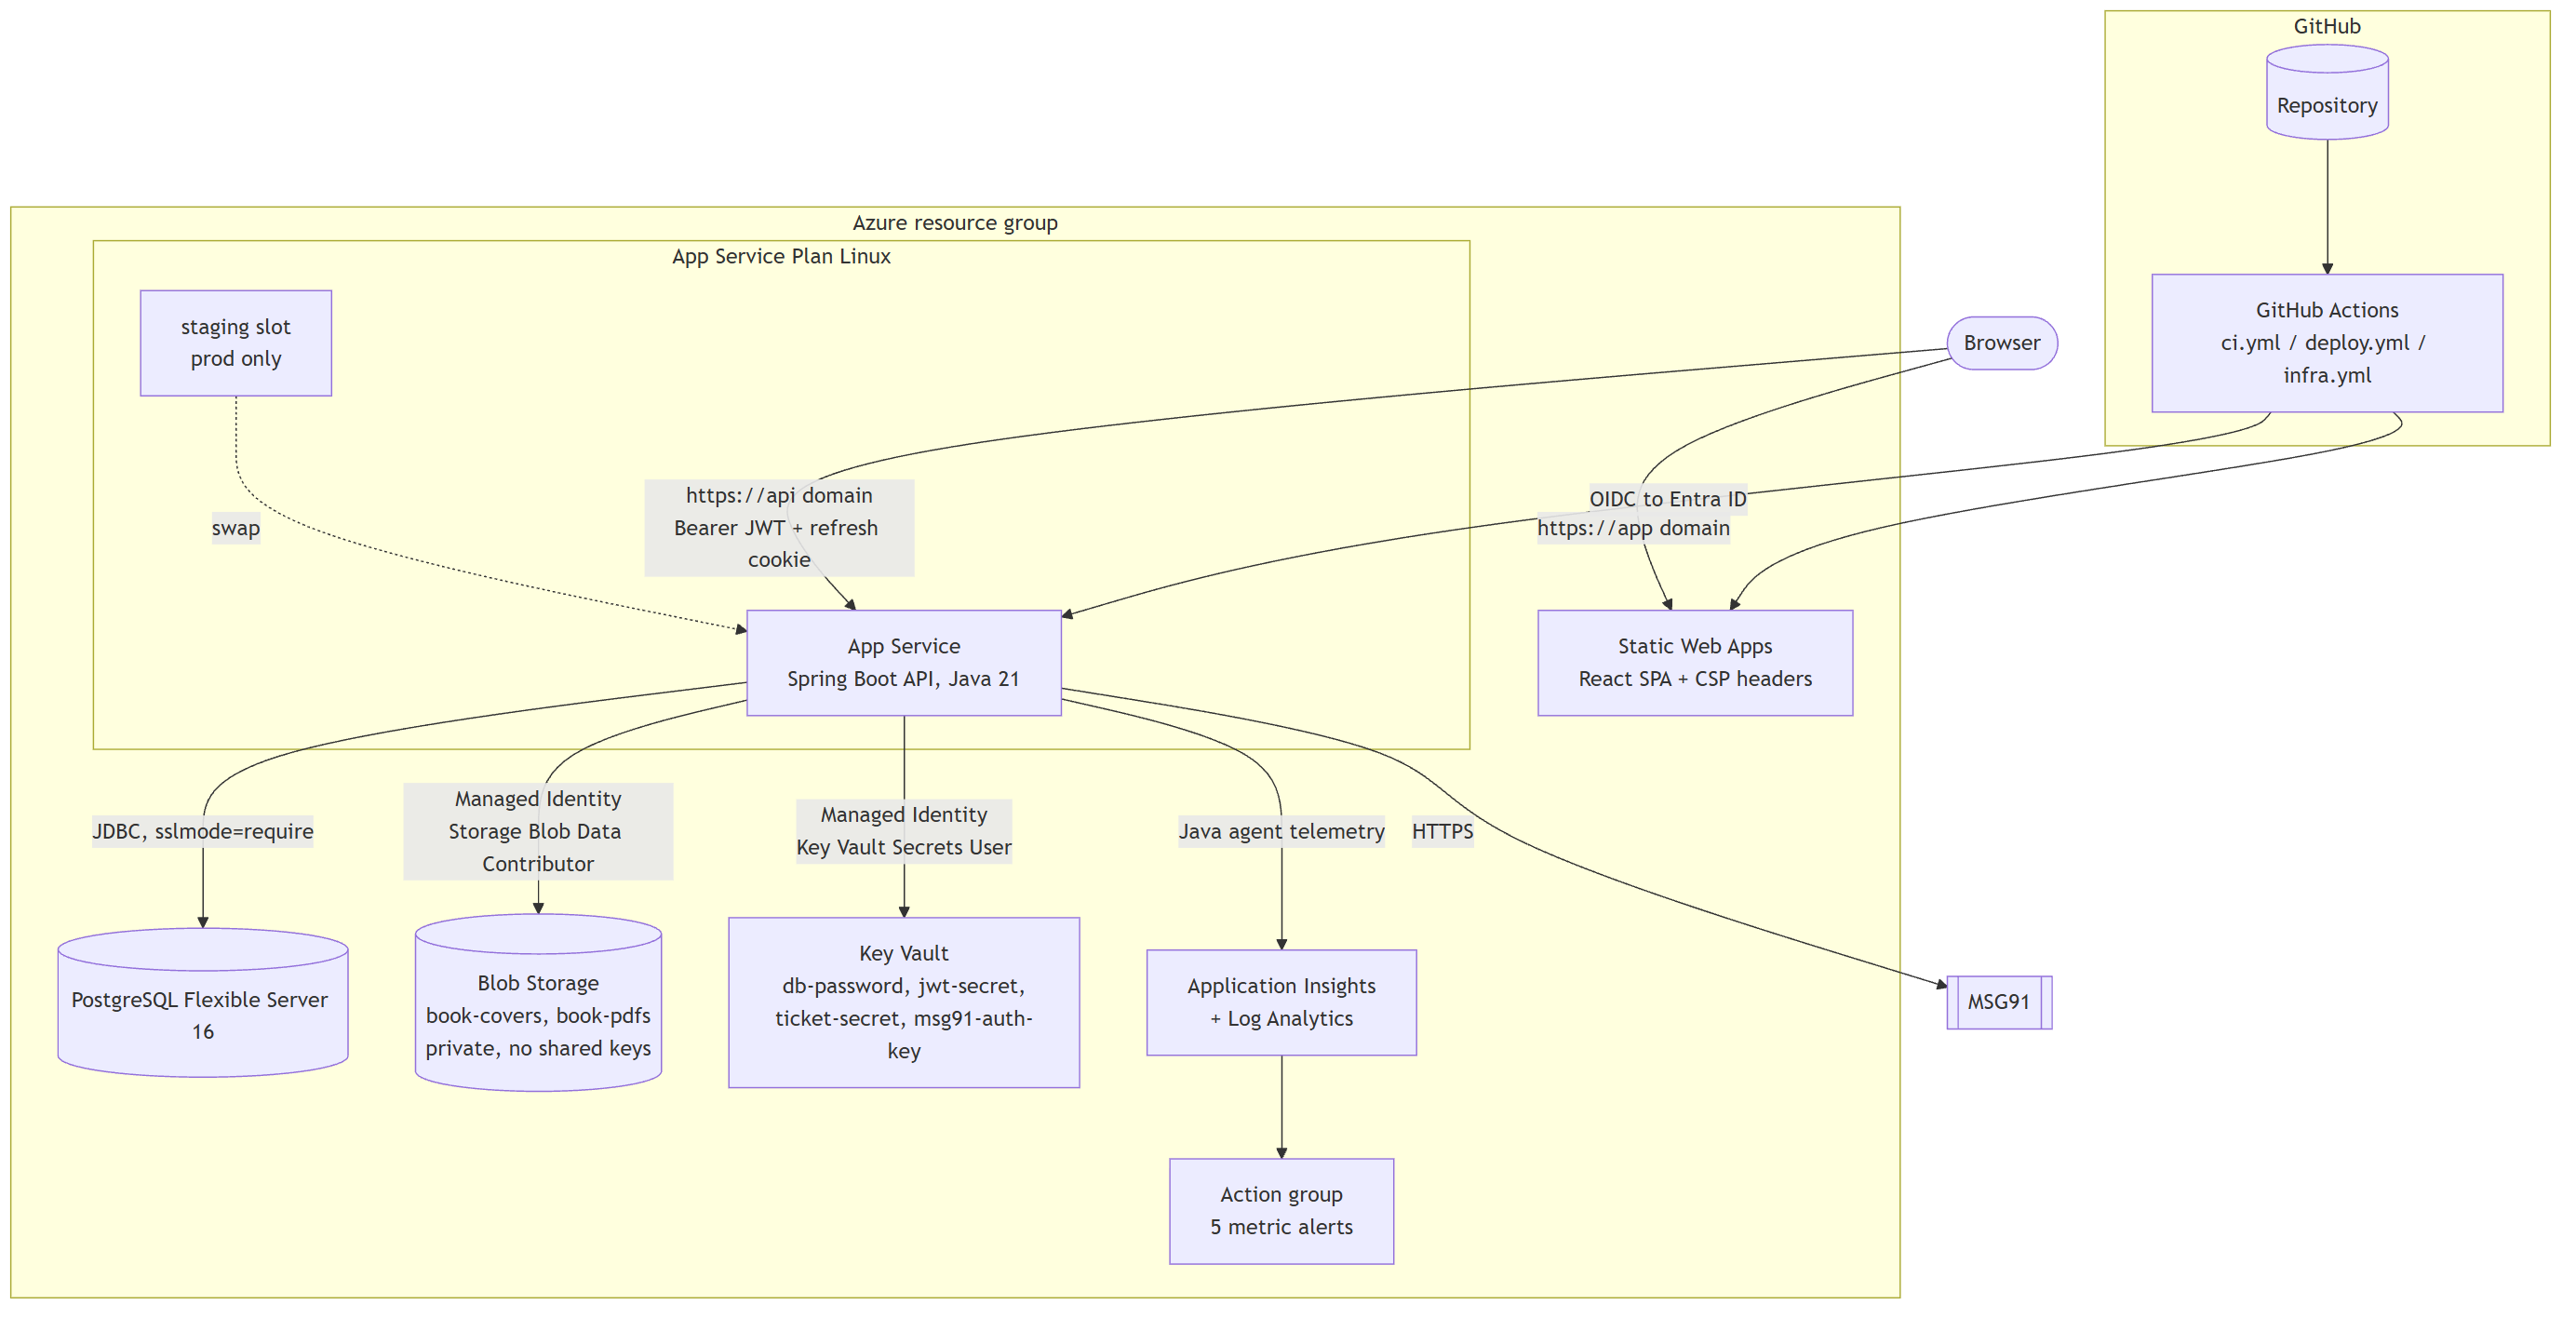 GitHub
Repository
Azure resource group
App Service Plan Linux
staging slot
prod only
Browser
GitHub Actions
ci.yml / deploy.yml /
infra.yml
https://api domain
Bearer JWT + refresh
cookie
OIDC to Entra ID
https://app domain
swap
App Service
Spring Boot API, Java 21
Static Web Apps
React SPA + CSP headers
JDBC, sslmode=require
Managed Identity
Storage Blob Data
Contributor
Managed Identity
Key Vault Secrets User
Java agent telemetry
HTTPS
PostgreSQL Flexible Server
16
Blob Storage
book-covers, book-pdfs
private, no shared keys
Key Vault
db-password, jwt-secret,
ticket-secret, msg91-auth-
key
Application Insights
+ Log Analytics
MSG91
Action group
5 metric alerts